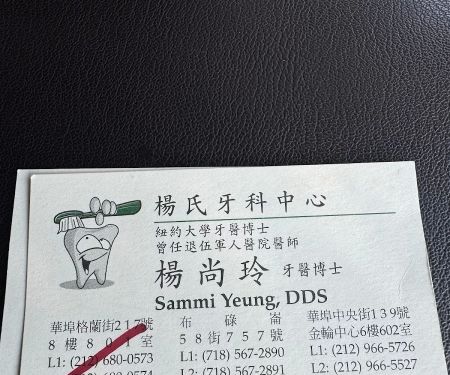 楊氏牙科中心
紐約大學牙醫博士
曾任退伍軍人醫院醫師
楊尚玲 牙醫博士
Sammi Yeung, DDS
華埠格蘭街217號 布碌崙 華埠中央街139號
8樓801室 58街757號 金輪中心6樓602室
L1: (212) 680-0573 L1: (718) 567-2890 L1: (212) 966-5726
L2: (212) 680-0574 L2: (718) 567-2891 L2: (212) 966-5527